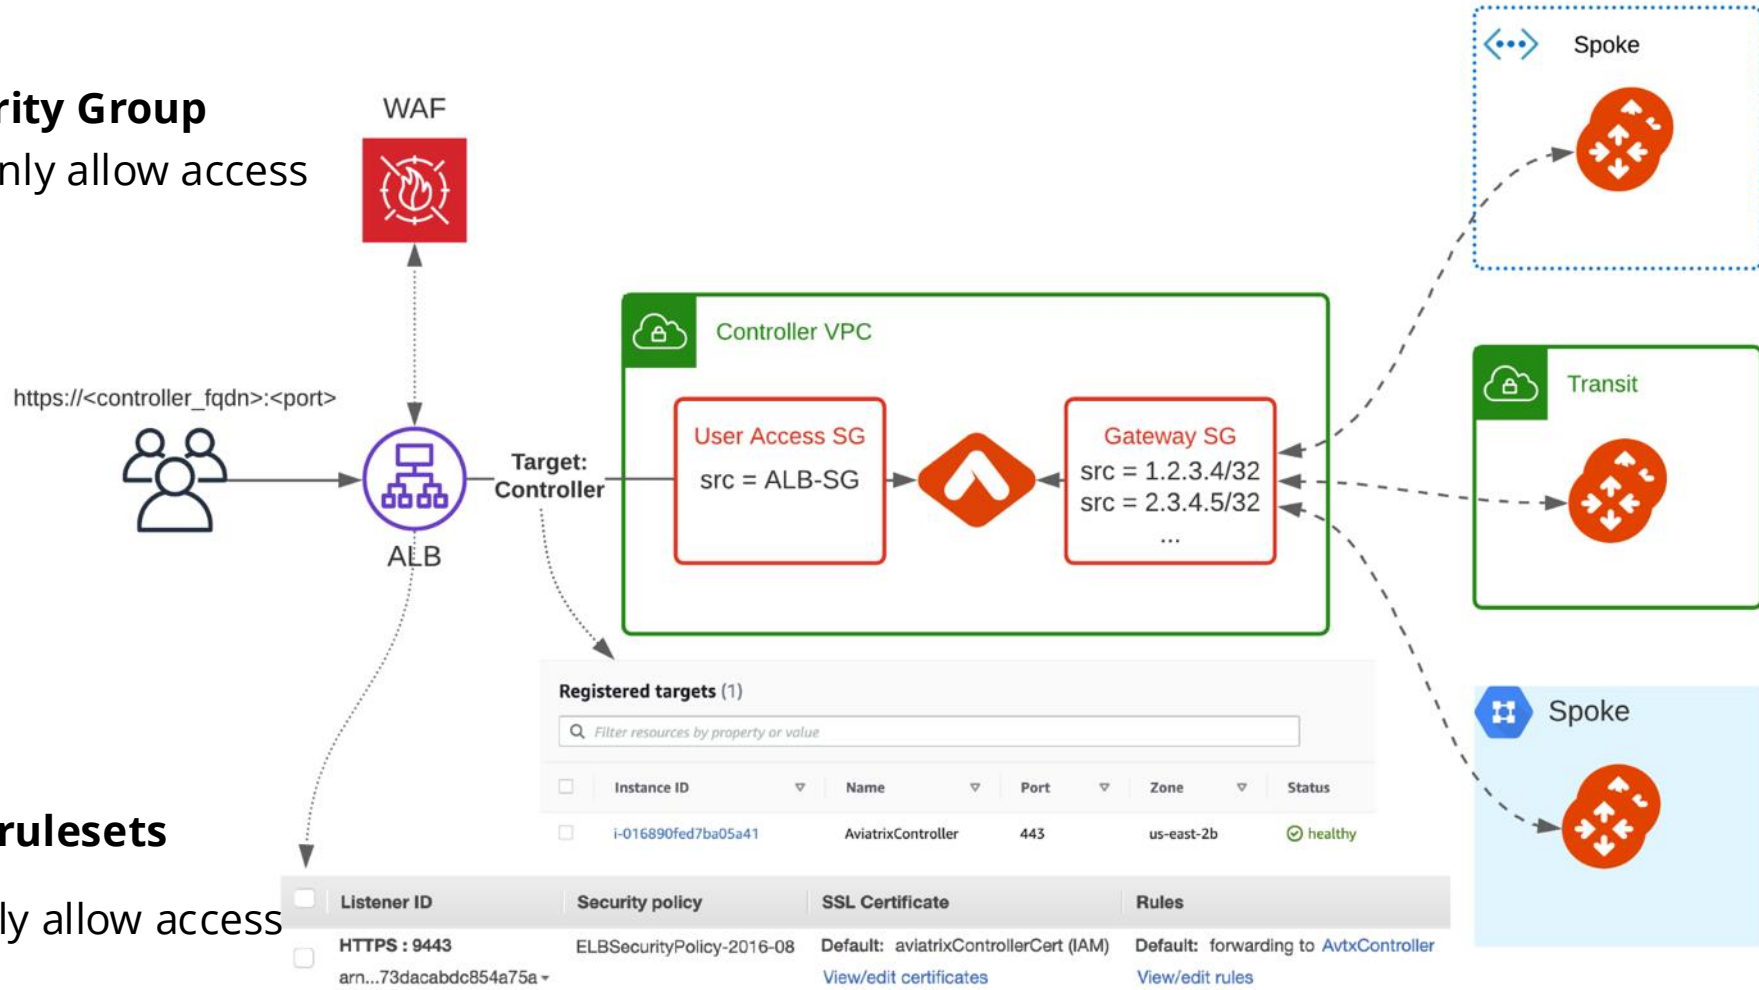 rity Group
nly allow access
WAF
https://<controller_fqdn>:<port>
ALB
Target:
Controller
Controller VPC
User Access SG
src = ALB-SG
Gateway SG
src = 1.2.3.4/32
src = 2.3.4.5/32
...
Spoke
Transit
Spoke
Registered targets (1)
Filter resources by property or value
Instance ID Name Port Zone Status
i-016890fed7ba05a41 AviatrixController 443 us-east-2b healthy
rulesets
ly allow access
Listener ID Security policy SSL Certificate Rules
HTTPS : 9443 ELBSecurityPolicy-2016-08 Default: aviatrixControllerCert (IAM) Default: forwarding to AvtxController
arn...73dacabdc854a75a View/edit certificates View/edit rules